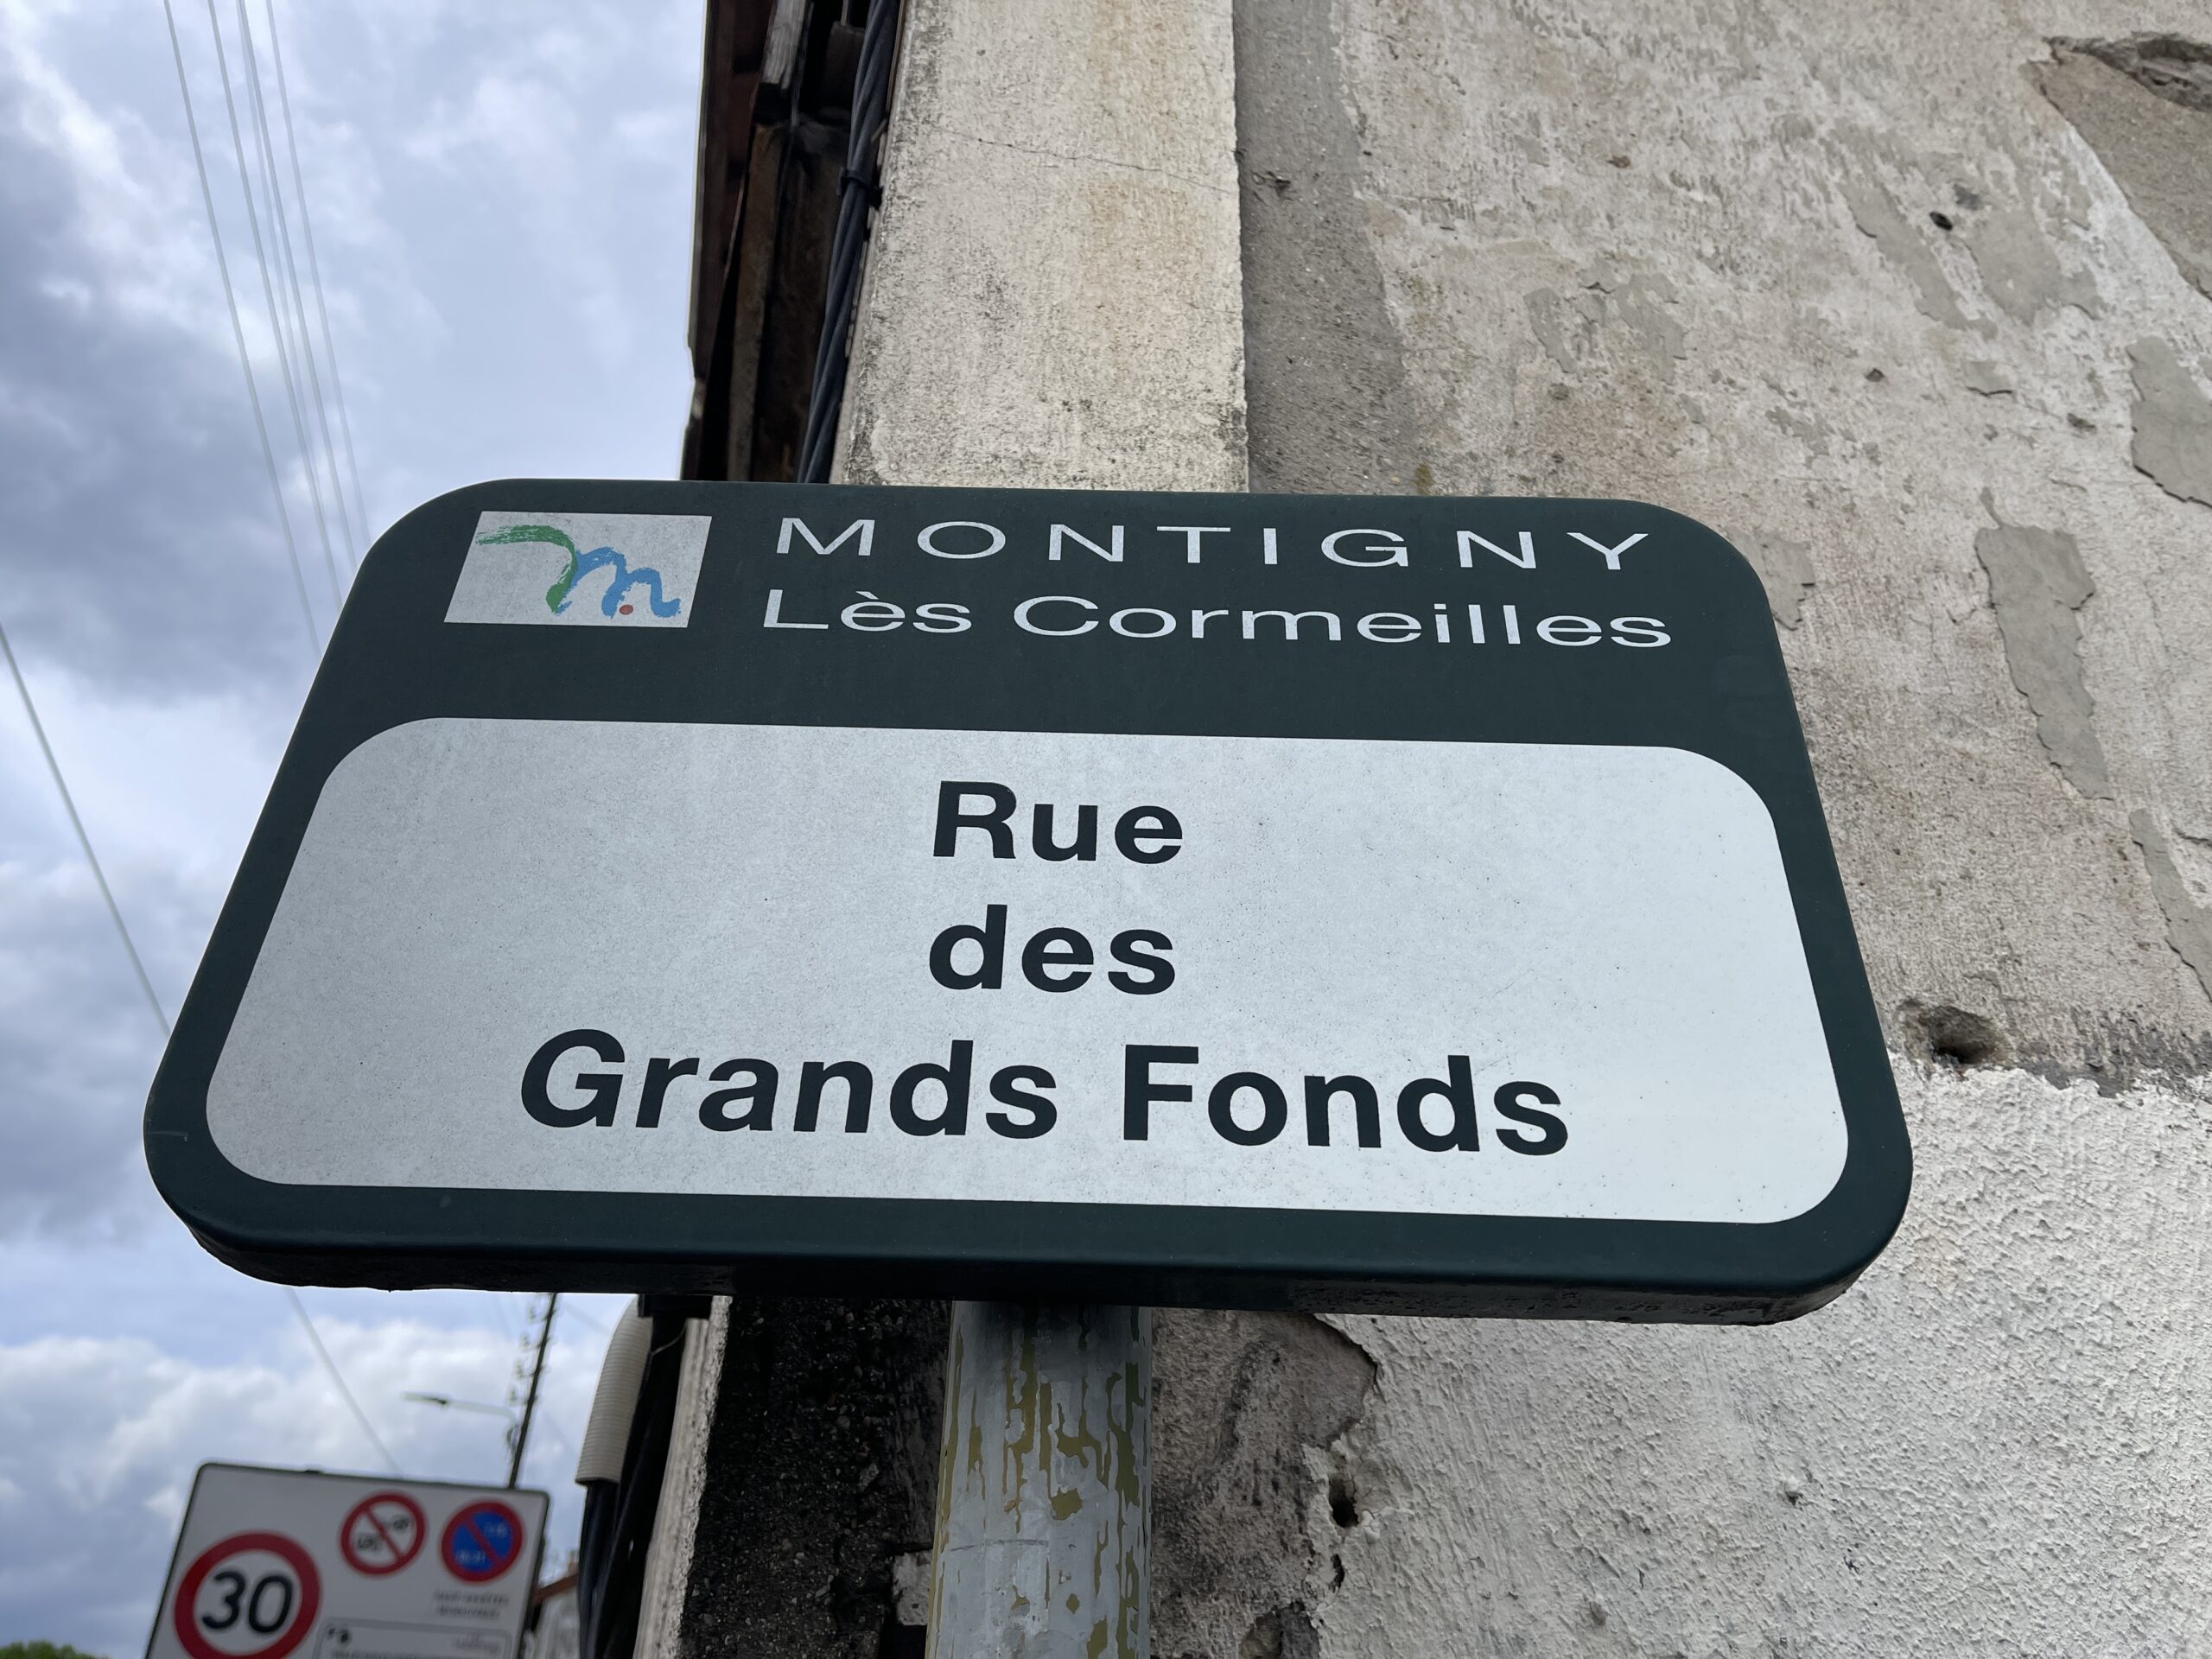 MONTIGNY
Lès Cormeilles
Rue
des
Grands Fonds
30